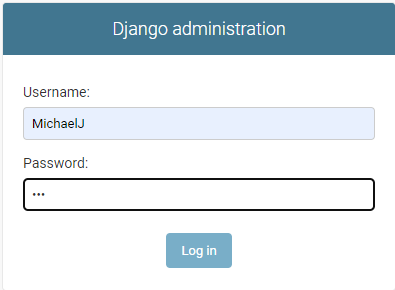 Django administration
Username:
MichaelJ
Password:
•••
Log in